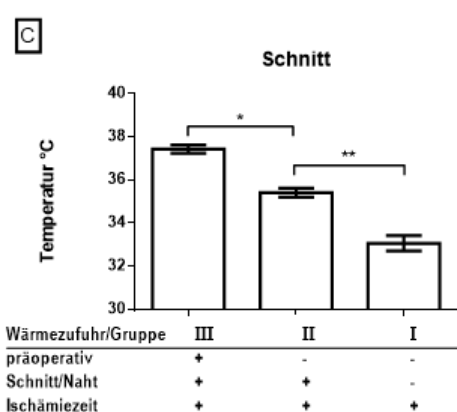 C
Schnitt
Temperatur °C
40
38
36
34
32
30
*
**
Wärmezufuhr/Gruppe III II I
präoperativ + - -
Schnitt/Naht + + -
Ischämiezeit + + +